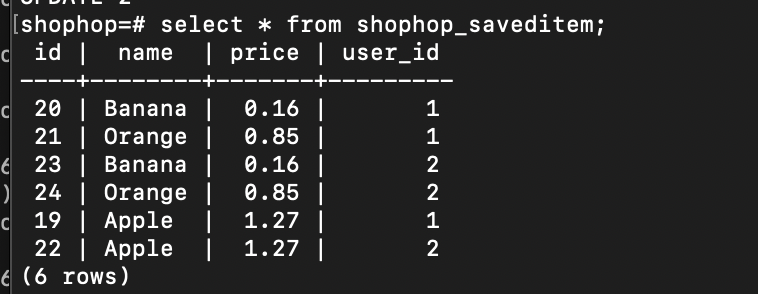 UPDATE 2
shophop=# select * from shophop_saveditem;
 id |  name  | price | user_id
----+--------+-------+---------
 20 | Banana |  0.16 |       1
 21 | Orange |  0.85 |       1
 23 | Banana |  0.16 |       2
 24 | Orange |  0.85 |       2
 19 | Apple  |  1.27 |       1
 22 | Apple  |  1.27 |       2
(6 rows)